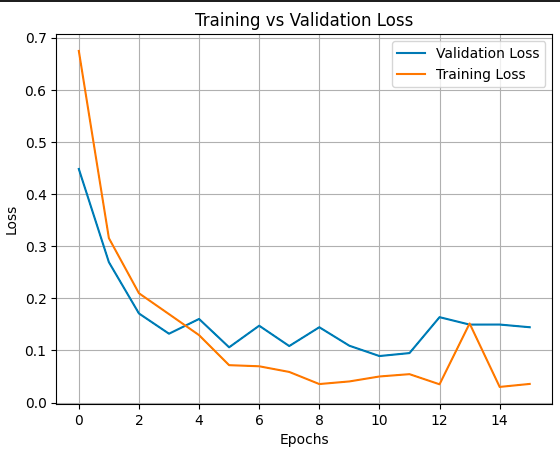 Training vs Validation Loss
Validation Loss
Training Loss
0.7
0.6
0.5
0.4
0.3
0.2
0.1
0.0
Loss
0 2 4 6 8 10 12 14
Epochs